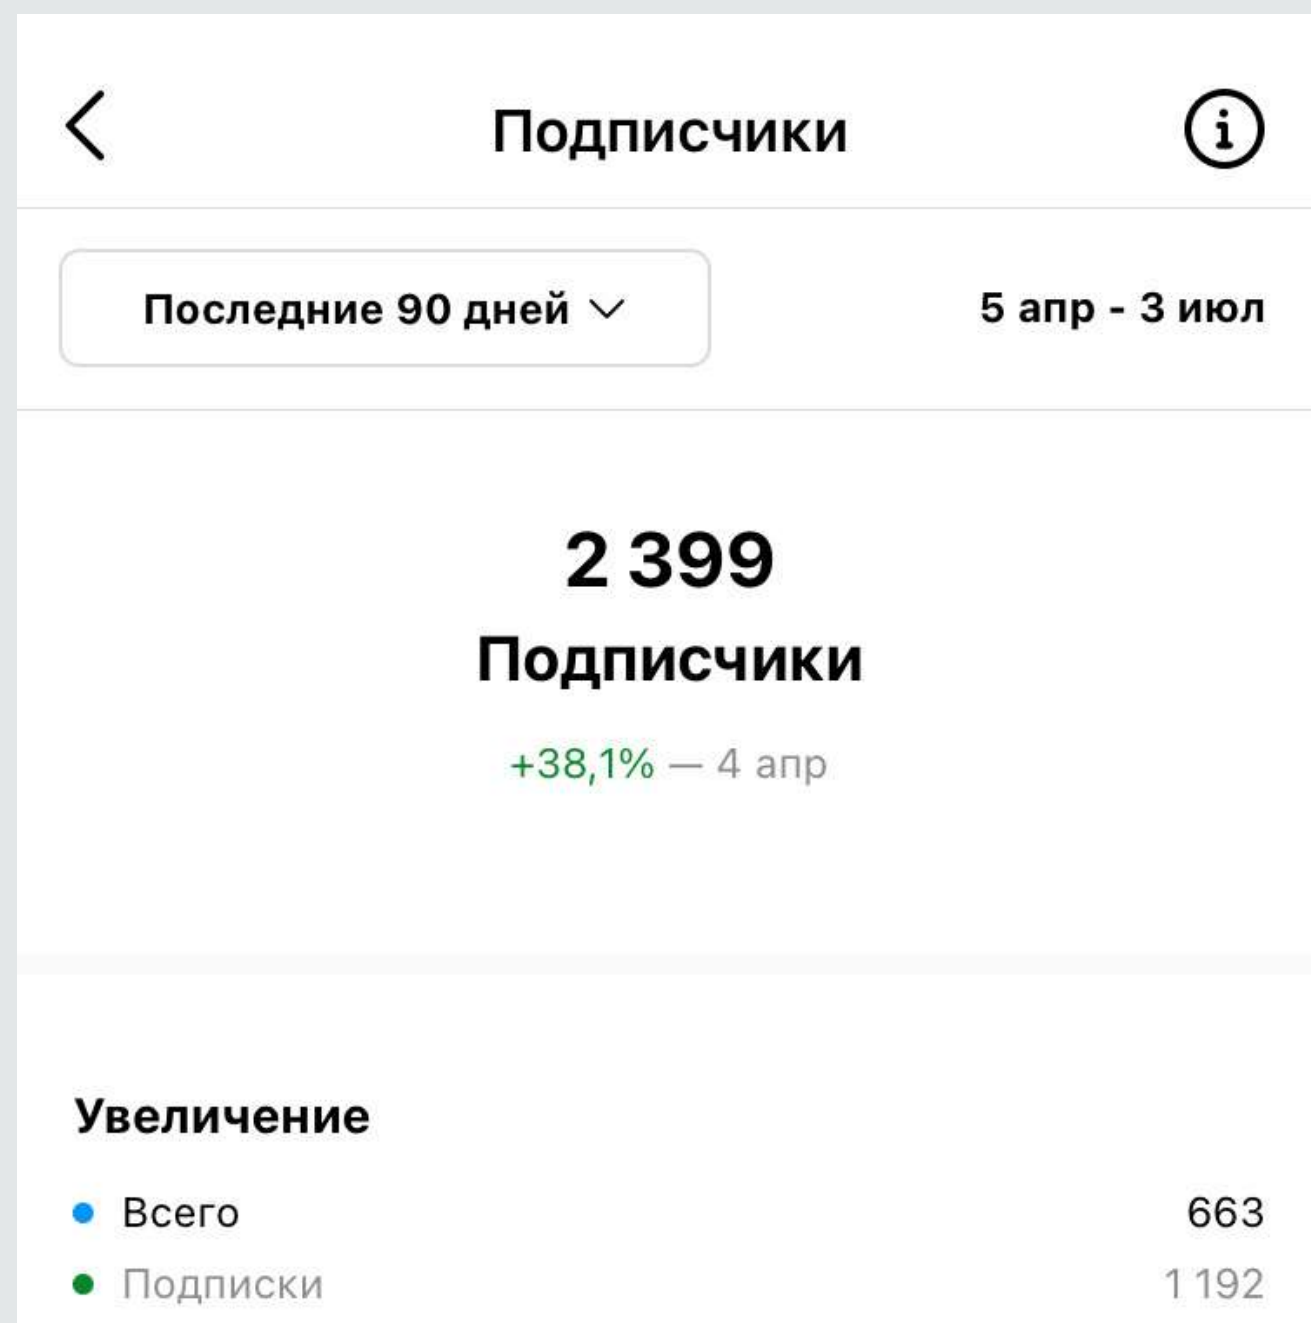 Подписчики
Последние 90 дней
5 апр - 3 июл
2 399
Подписчики
+38,1% — 4 апр
Увеличение
Всего 663
Подписки 1 192